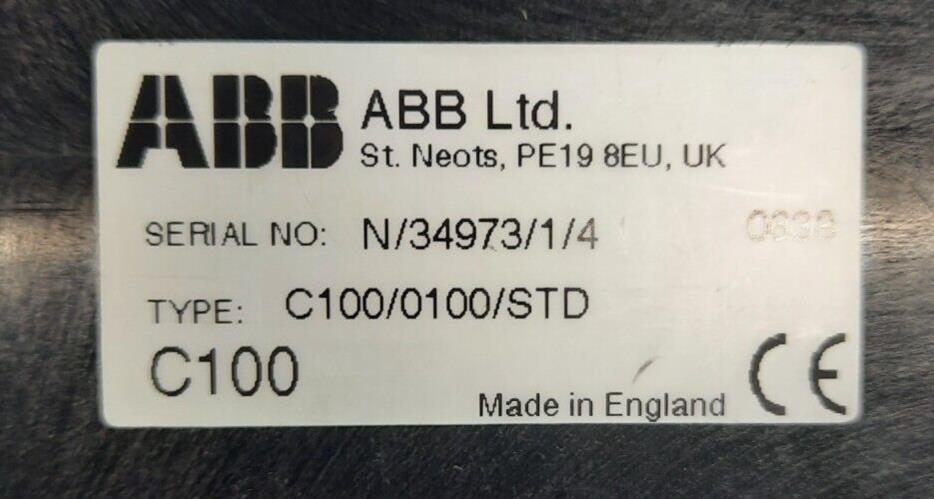 ABB ABB Ltd.
St. Neots, PE19 8EU, UK
SERIAL NO: N/34973/1/4
TYPE: C100/0100/STD
C100
Made in England CE